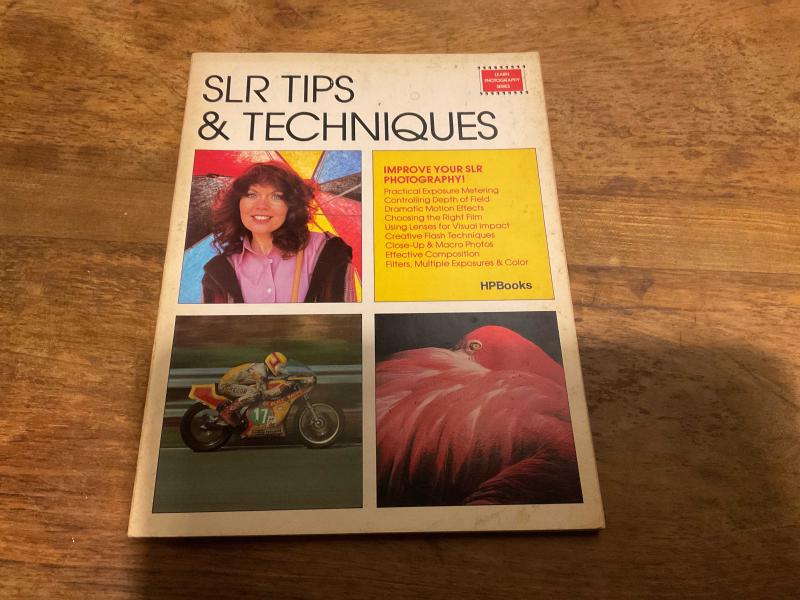 SLR TIPS
& TECHNIQUES
LEARN
PHOTOGRAPHY
SERIES
IMPROVE YOUR SLR
PHOTOGRAPHY!
Practical Exposure Metering
Controlling Depth of Field
Dramatic Motion Effects
Choosing the Right Film
Using Lenses for Visual Impact
Creative Flash Techniques
Close-Up & Macro Photos
Effective Composition
Filters, Multiple Exposures & Color
HPBooks
17